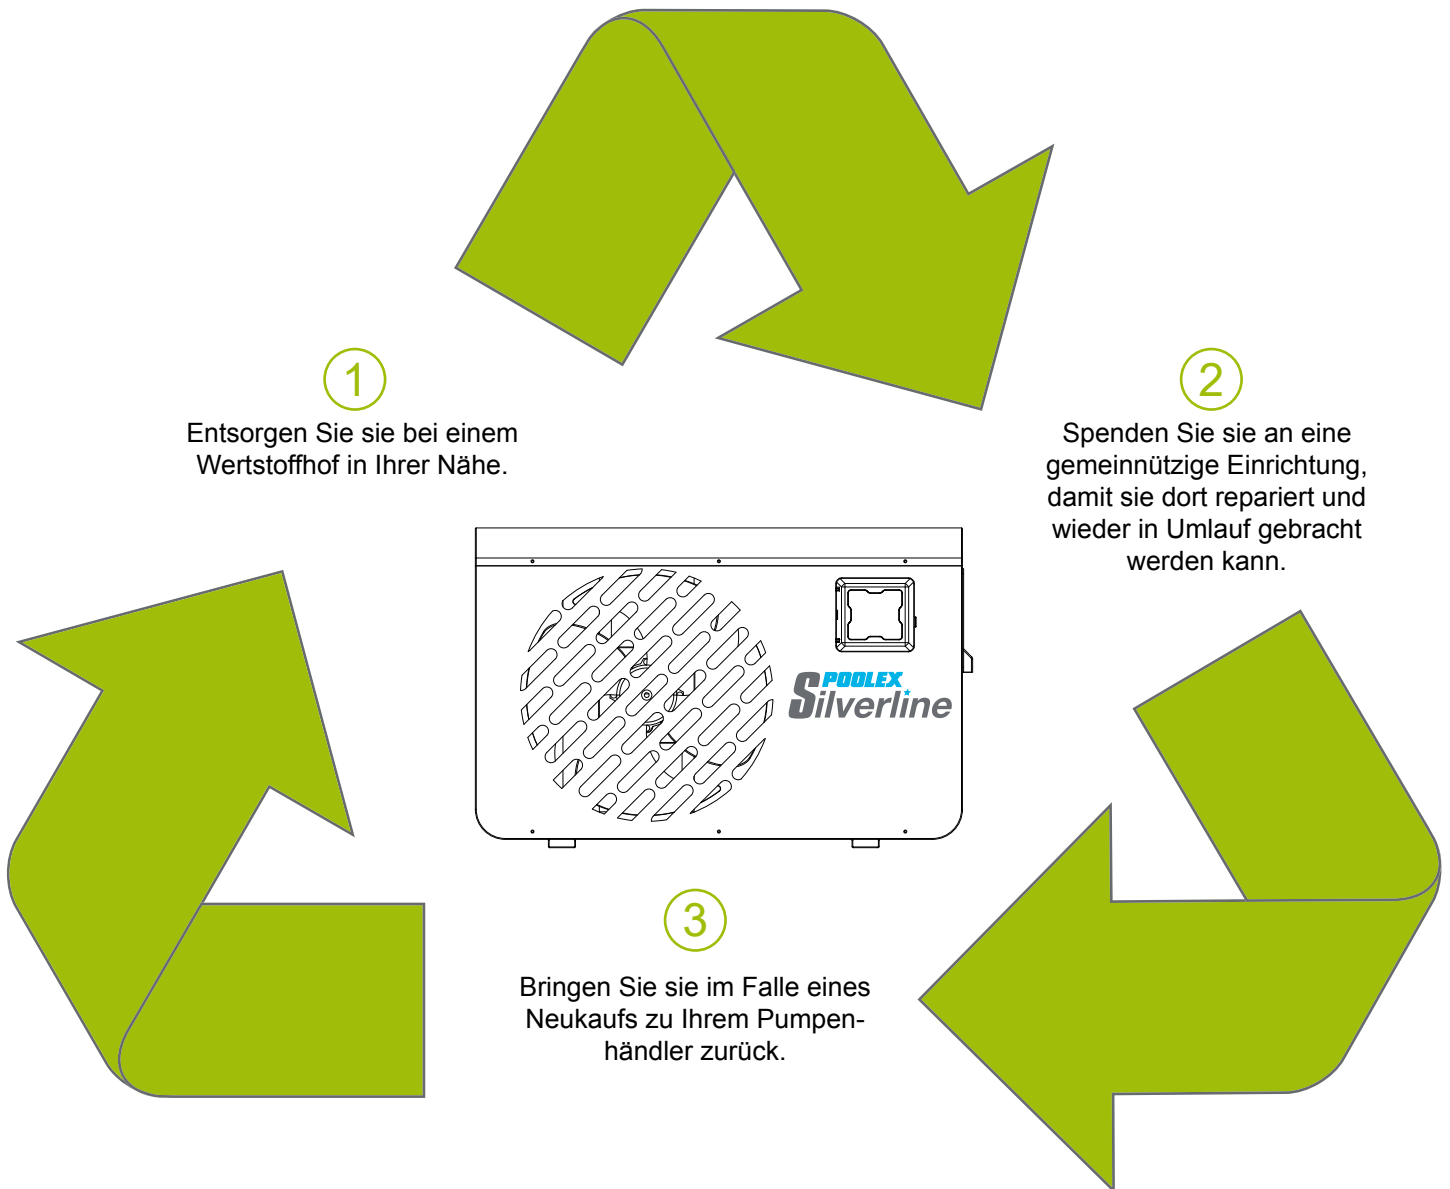 1
Entsorgen Sie sie bei einem
Wertstoffhof in Ihrer Nähe.
2
Spenden Sie sie an eine
gemeinnützige Einrichtung,
damit sie dort repariert und
wieder in Umlauf gebracht
werden kann.
POOLEX
Silverline
3
Bringen Sie sie im Falle eines
Neukaufs zu Ihrem Pumpen-
händler zurück.